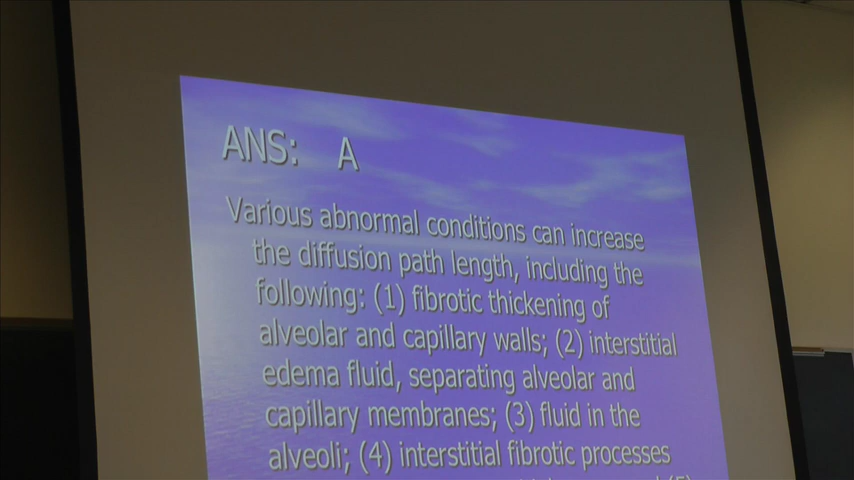 ANS: A
Various abnormal conditions can increase
the diffusion path length, including the
following: (1) fibrotic thickening of
alveolar and capillary walls; (2) interstitial
edema fluid, separating alveolar and
capillary membranes; (3) fluid in the
alveoli; (4) interstitial fibrotic processes